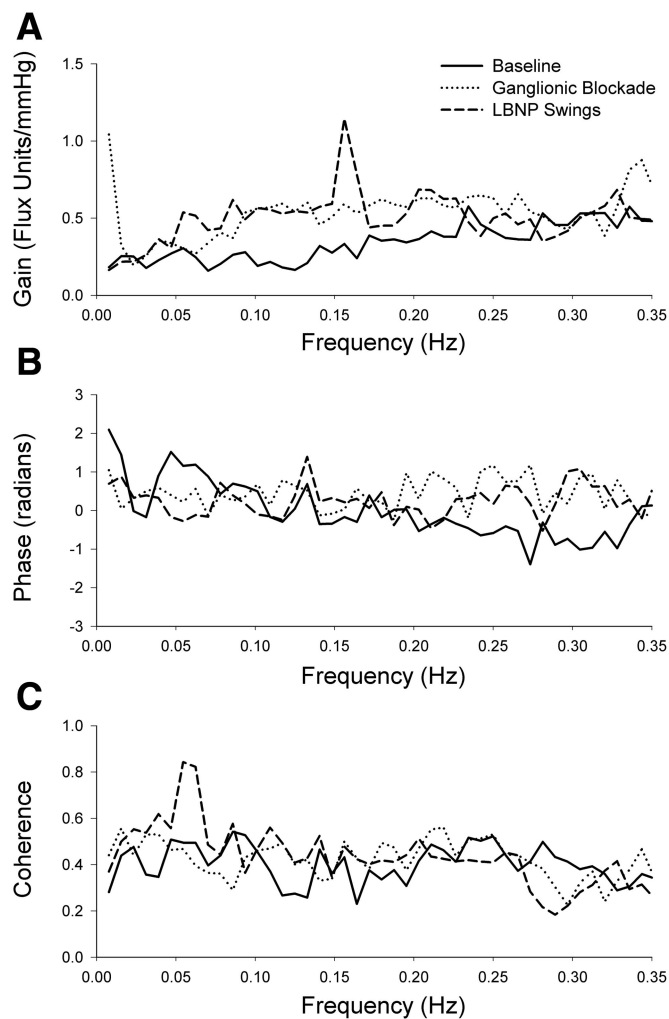 A
Gain (Flux Units/mmHg)
1.5
1.0
0.5
0.0
Baseline
Ganglionic Blockade
LBNP Swings
0.00 0.05 0.10 0.15 0.20 0.25 0.30 0.35
Frequency (Hz)
B
Phase (radians)
3
2
1
0
-1
-2
-3
0.00 0.05 0.10 0.15 0.20 0.25 0.30 0.35
Frequency (Hz)
C
Coherence
1.0
0.8
0.6
0.4
0.2
0.0
0.00 0.05 0.10 0.15 0.20 0.25 0.30 0.35
Frequency (Hz)